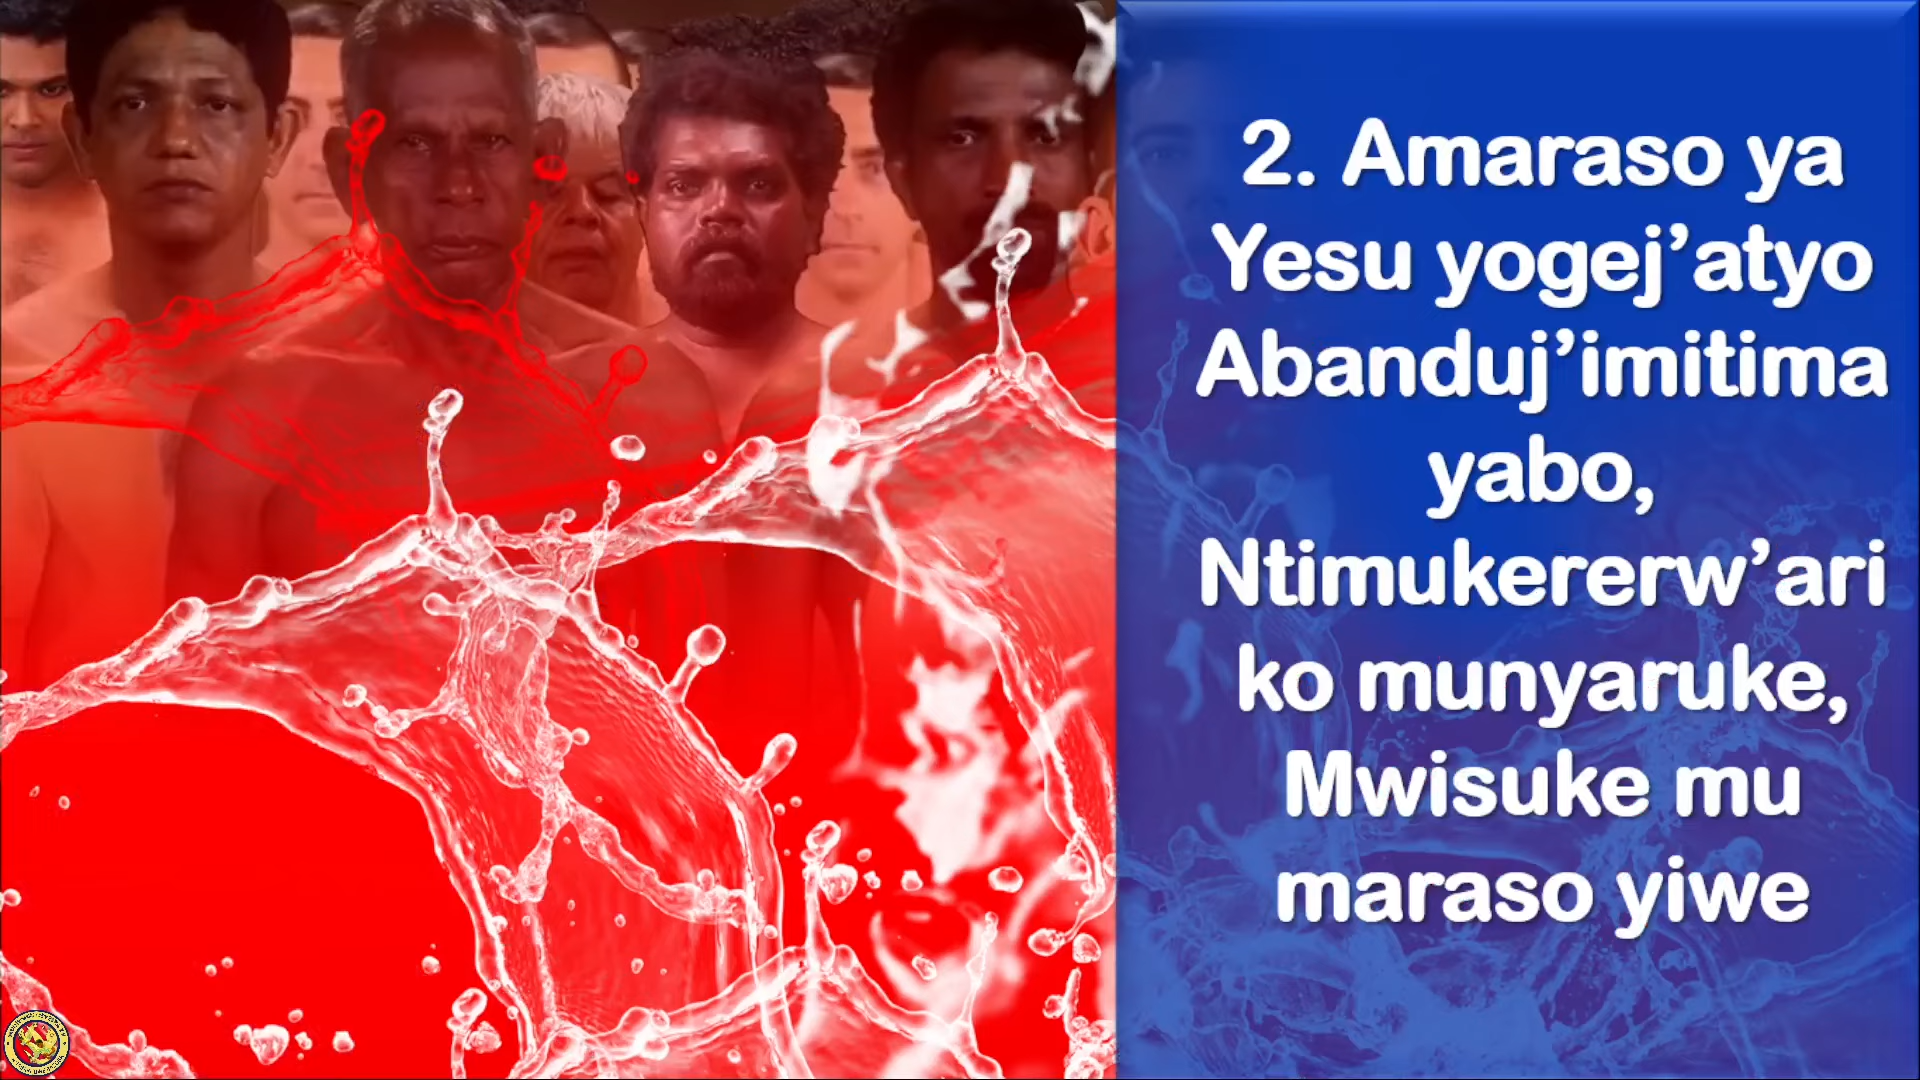 2. Amaraso ya
Yesu yogej’atyo
Abanduj’imitima
yabo,
Ntimukererw’ari
ko munyaruke,
Mwisuke mu
maraso yiwe